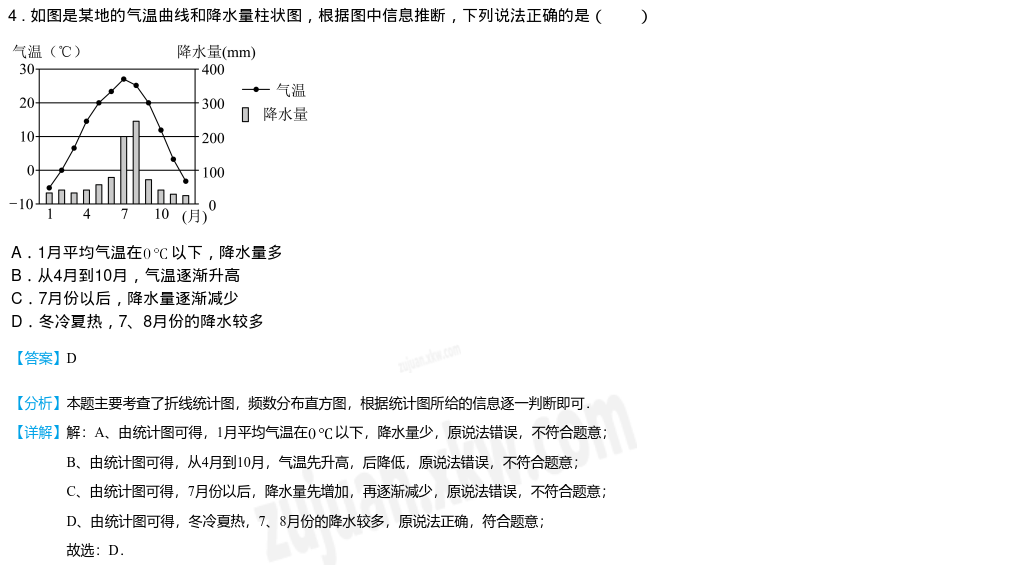 4．如图是某地的气温曲线和降水量柱状图，根据图中信息推断，下列说法正确的是（　　）
气温（℃） 降水量(mm)
30 400
气温
20 300
降水量
10 200
0 100
−10 0
1 4 7 10 (月)
A．1月平均气温在0 ℃以下，降水量多
B．从4月到10月，气温逐渐升高
C．7月份以后，降水量逐渐减少
D．冬冷夏热，7、8月份的降水较多
zujuan.xkw.com
【答案】D
【分析】本题主要考查了折线统计图，频数分布直方图，根据统计图所给的信息逐一判断即可．
【详解】解：A、由统计图可得，1月平均气温在0 ℃以下，降水量少，原说法错误，不符合题意；
B、由统计图可得，从4月到10月，气温先升高，后降低，原说法错误，不符合题意；
C、由统计图可得，7月份以后，降水量先增加，再逐渐减少，原说法错误，不符合题意；
D、由统计图可得，冬冷夏热，7、8月份的降水较多，原说法正确，符合题意；
故选：D．
zujuan.xkw.com